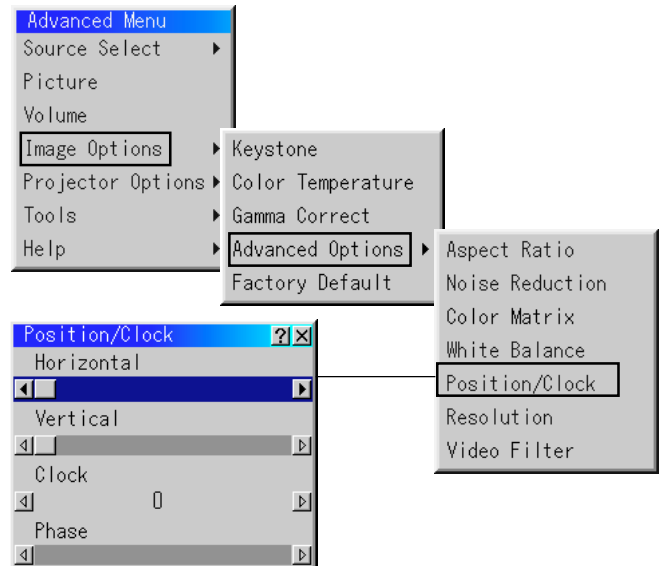 Advanced Menu
Source Select
Picture
Volume
Image Options
Projector Options
Tools
Help
Keystone
Color Temperature
Gamma Correct
Advanced Options
Factory Default
Aspect Ratio
Noise Reduction
Color Matrix
White Balance
Position/Clock
Resolution
Video Filter
Position/Clock ?
Horizontal
Vertical
Clock
0
Phase